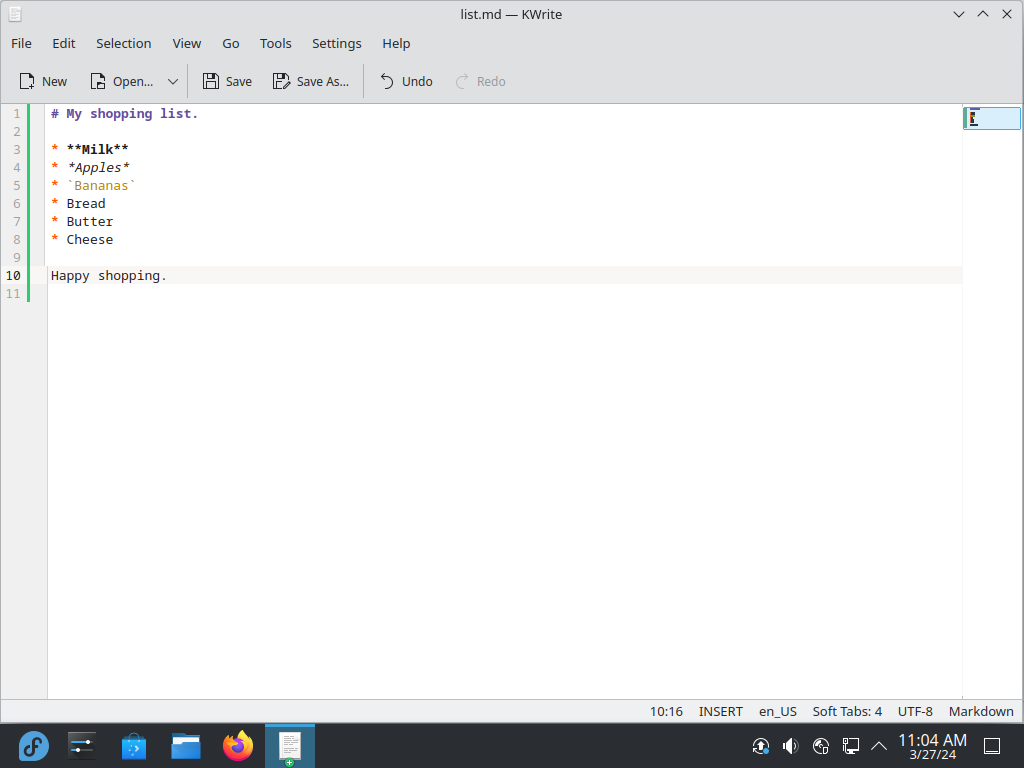 list.md — KWrite
File Edit Selection View Go Tools Settings Help
New Open... Save Save As... Undo Redo
1 # My shopping list.
2
3 * **Milk**
4 * *Apples*
5 * `Bananas`
6 * Bread
7 * Butter
8 * Cheese
9
10 Happy shopping.
11
10:16 INSERT en_US Soft Tabs: 4 UTF-8 Markdown
11:04 AM
3/27/24